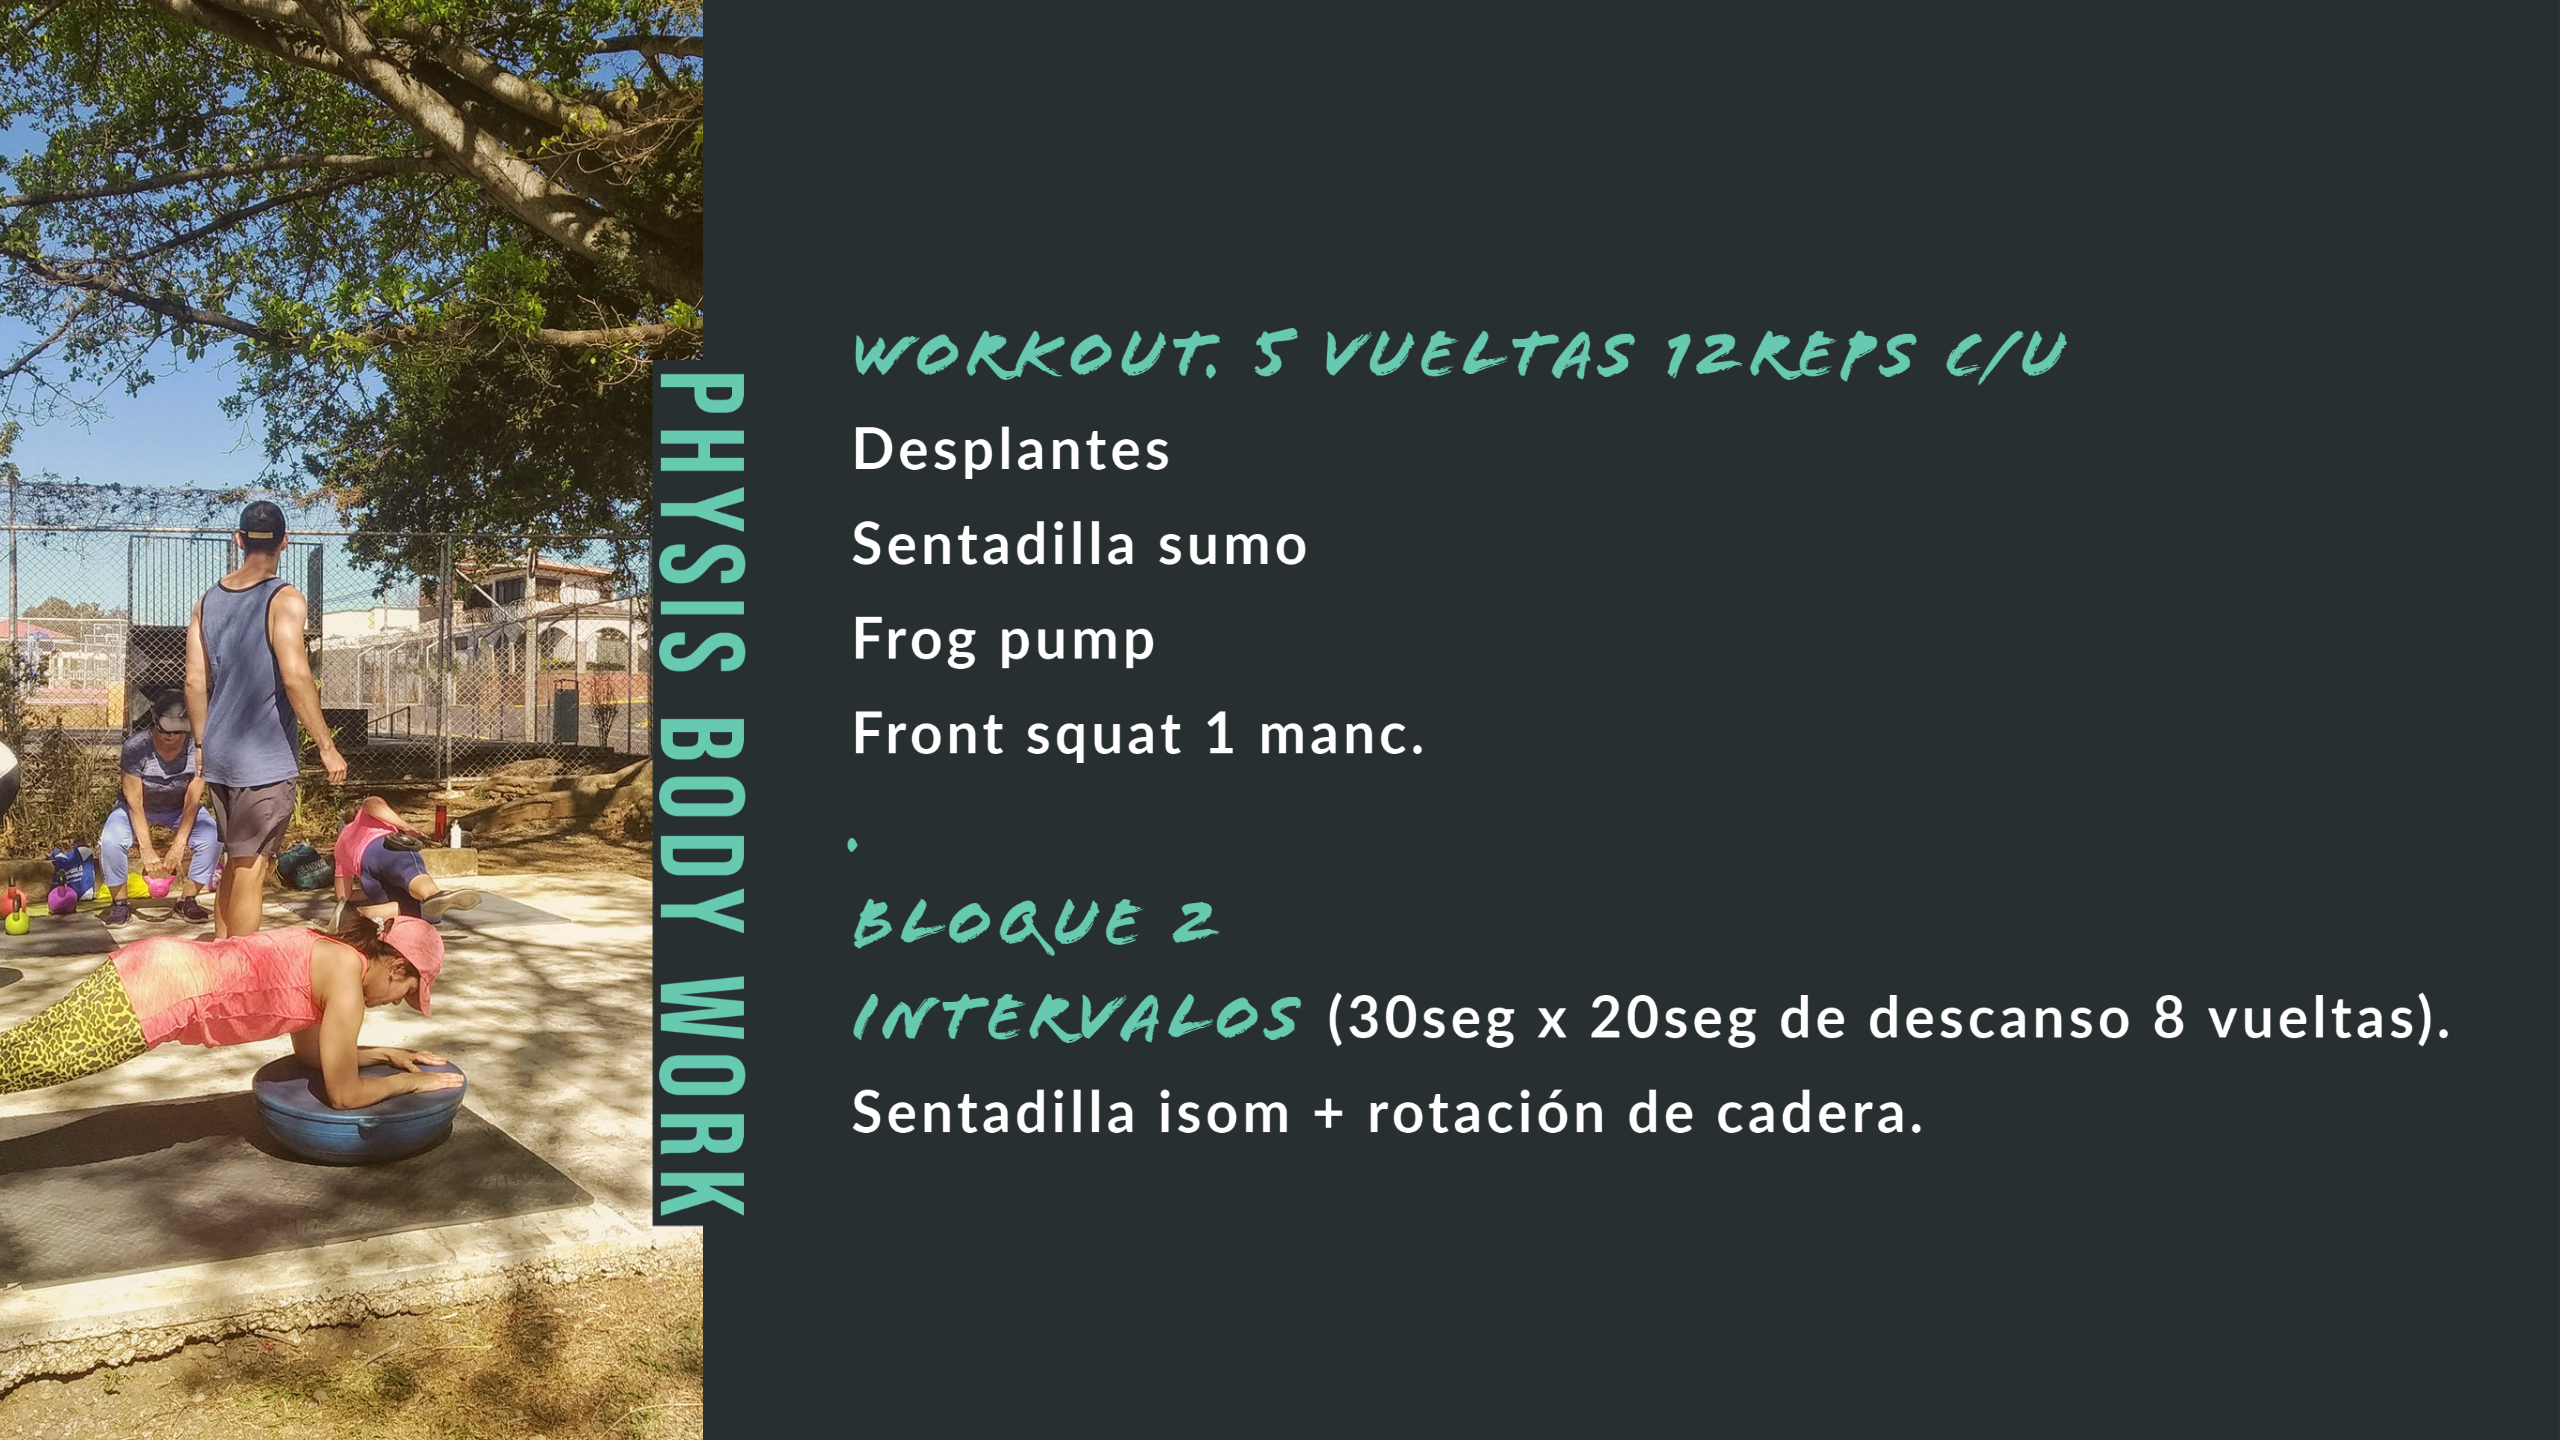 PHYSIS BODY WORK
WORKOUT. 5 VUELTAS 12REPS C/U
Desplantes
Sentadilla sumo
Frog pump
Front squat 1 manc.
.
BLOQUE 2
INTERVALOS (30seg x 20seg de descanso 8 vueltas).
Sentadilla isom + rotación de cadera.